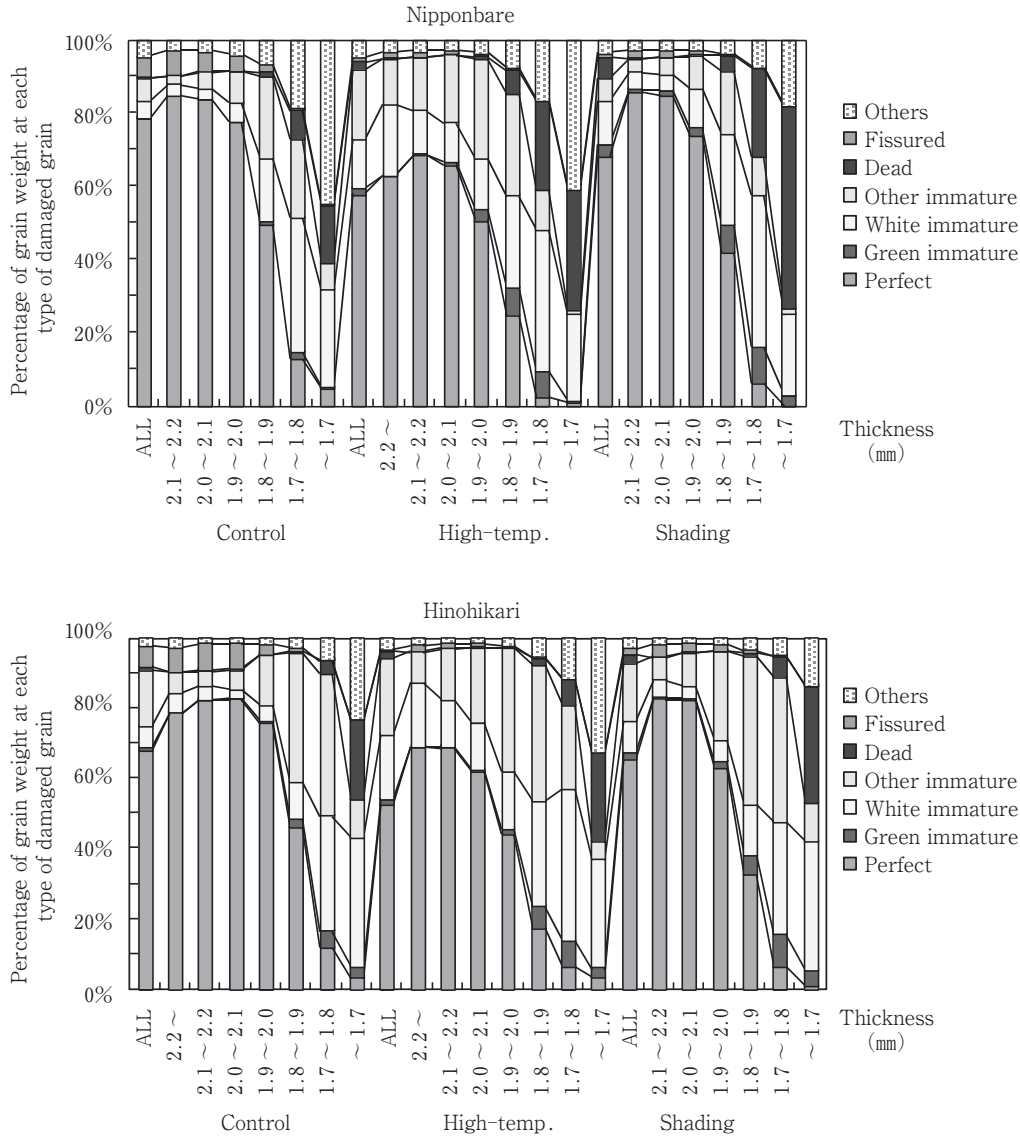 Nipponbare
Percentage of grain weight at each
type of damaged grain
100%
80%
60%
40%
20%
0%
Others
Fissured
Dead
Other immature
White immature
Green immature
Perfect
ALL
2.1 ~ 2.2
2.0 ~ 2.1
1.9 ~ 2.0
1.8 ~ 1.9
1.7 ~ 1.8
~ 1.7
ALL
2.2 ~
2.1 ~ 2.2
2.0 ~ 2.1
1.9 ~ 2.0
1.8 ~ 1.9
1.7 ~ 1.8
~ 1.7
ALL
2.1 ~ 2.2
2.0 ~ 2.1
1.9 ~ 2.0
1.8 ~ 1.9
1.7 ~ 1.8
~ 1.7
Thickness
(mm)
Control
High-temp.
Shading
Hinohikari
Percentage of grain weight at each
type of damaged grain
100%
80%
60%
40%
20%
0%
Others
Fissured
Dead
Other immature
White immature
Green immature
Perfect
ALL
2.2 ~
2.1 ~ 2.2
2.0 ~ 2.1
1.9 ~ 2.0
1.8 ~ 1.9
1.7 ~ 1.8
~ 1.7
ALL
2.2~
2.1 ~ 2.2
2.0 ~ 2.1
1.9 ~ 2.0
1.8 ~ 1.9
1.7 ~ 1.8
~ 1.7
ALL
2.1 ~ 2.2
2.0 ~ 2.1
1.9 ~ 2.0
1.8 ~ 1.9
1.7 ~ 1.8
~ 1.7
Thickness
(mm)
Control
High-temp.
Shading